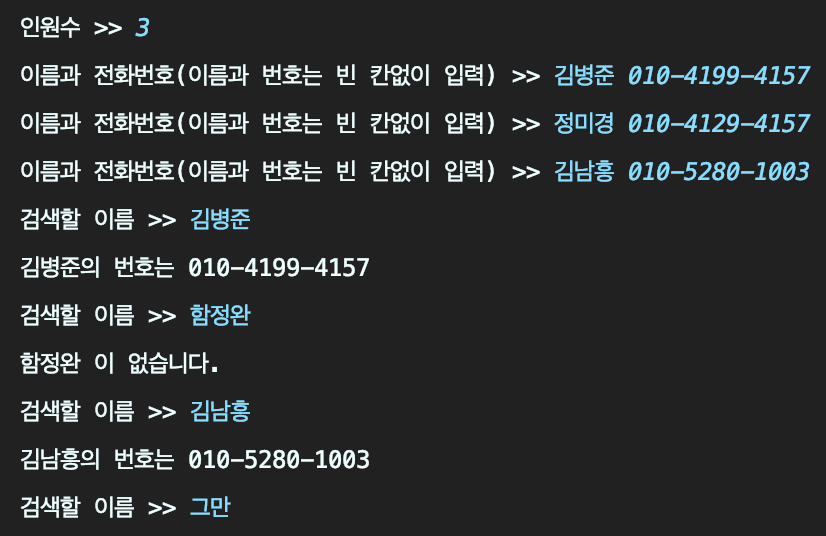 인원수 >> 3
이름과 전화번호(이름과 번호는 빈 칸없이 입력) >> 김병준 010-4199-4157
이름과 전화번호(이름과 번호는 빈 칸없이 입력) >> 정미경 010-4129-4157
이름과 전화번호(이름과 번호는 빈 칸없이 입력) >> 김남흥 010-5280-1003
검색할 이름 >> 김병준
김병준의 번호는 010-4199-4157
검색할 이름 >> 함정완
함정완 이 없습니다.
검색할 이름 >> 김남흥
김남흥의 번호는 010-5280-1003
검색할 이름 >> 그만